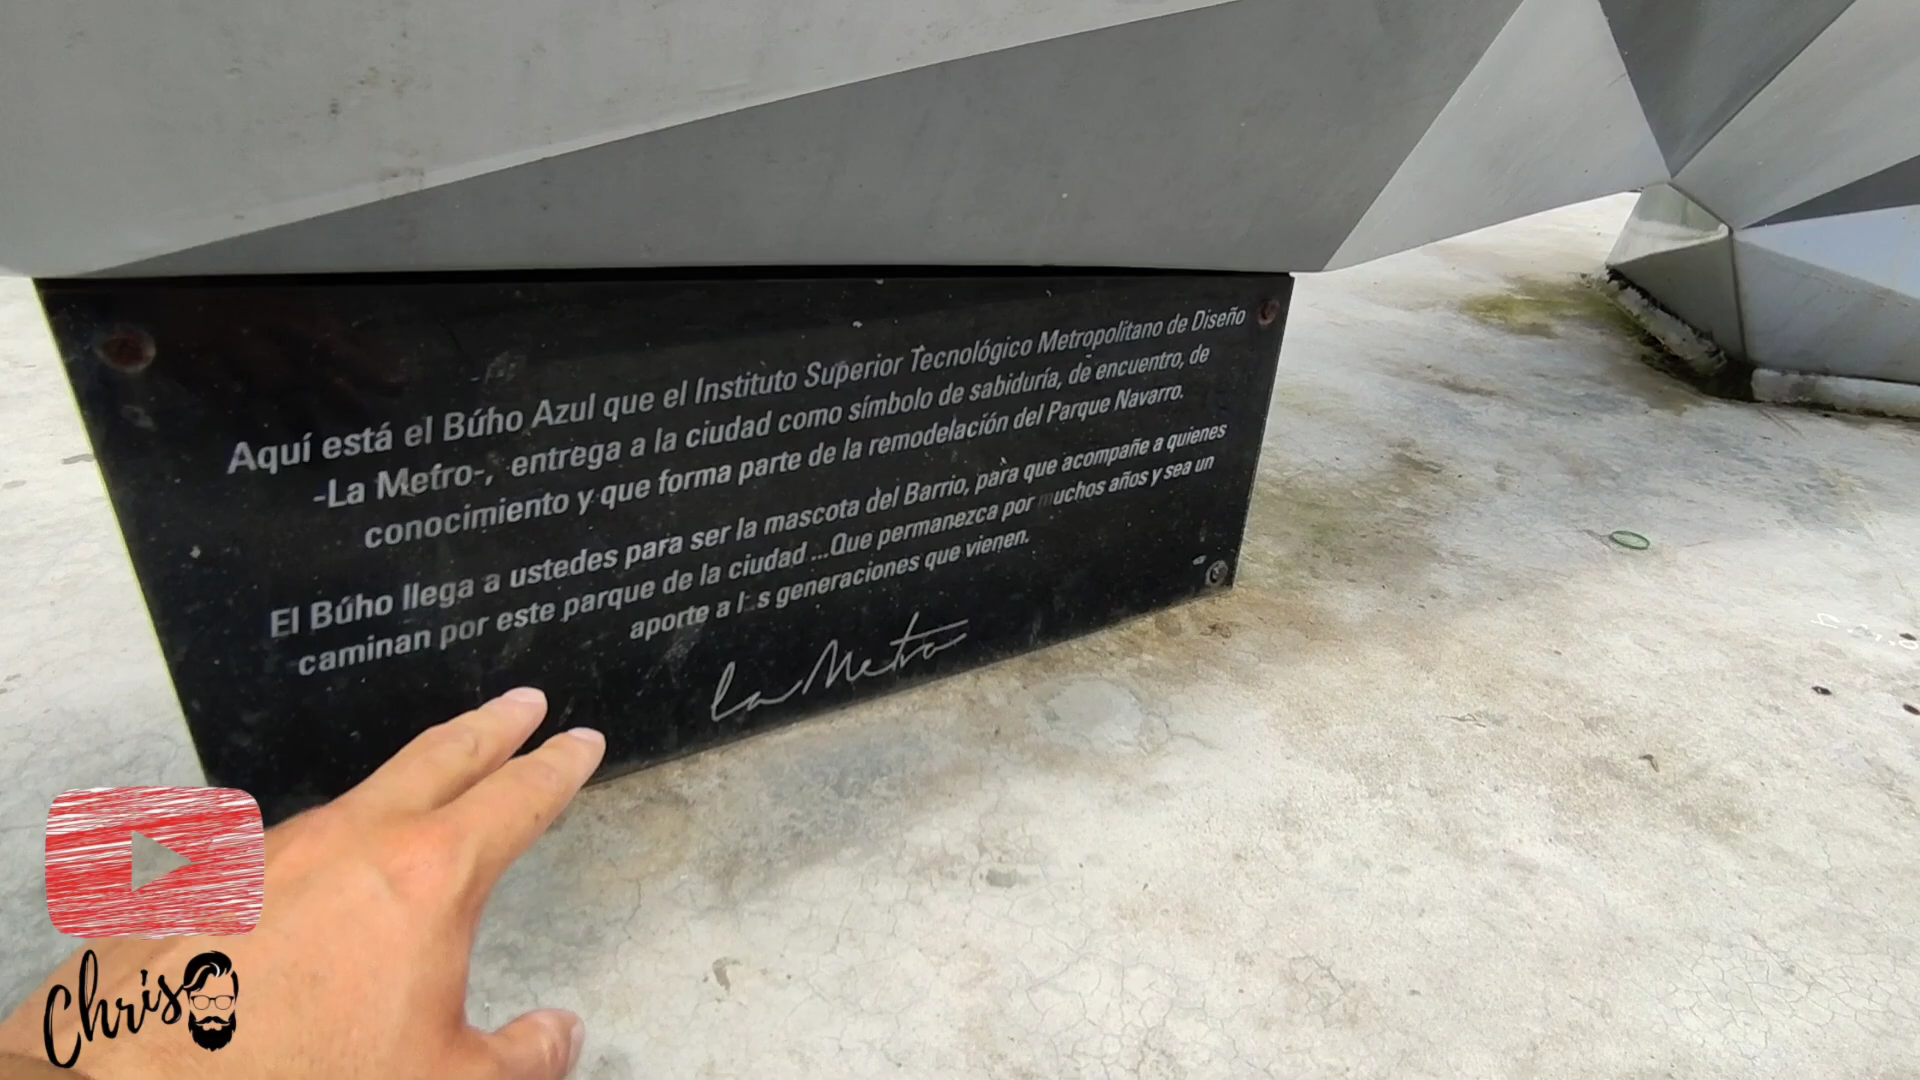 Aquí está el Búho Azul que el Instituto Superior Tecnológico Metropolitano de Diseño
-La Metro-, entrega a la ciudad como símbolo de sabiduría, de encuentro, de
conocimiento y que forma parte de la remodelación del Parque Navarro.
El Búho llega a ustedes para ser la mascota del Barrio, para que acompañe a quienes
caminan por este parque de la ciudad ...Que permanezca por muchos años y sea un
aporte a l s generaciones que vienen.
la Metro
Chris